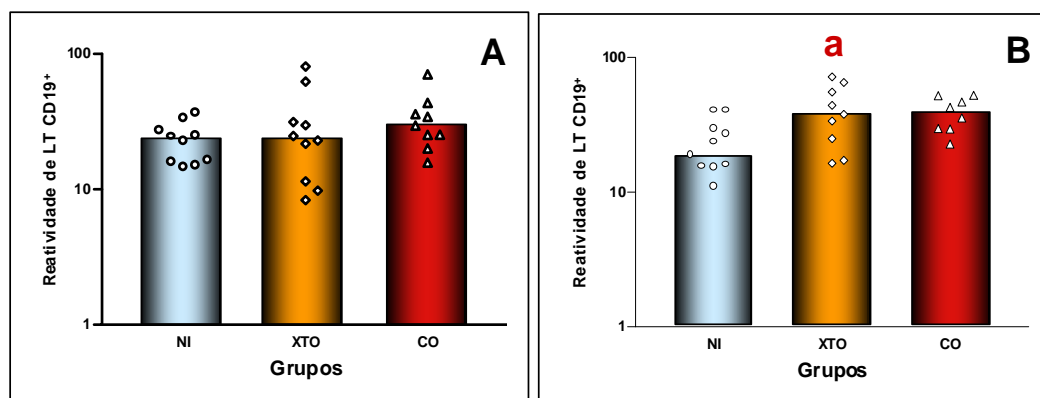 A
Reatividade de LT CD19+
100
10
1
NI XTO CO
Grupos
B
a
Reatividade de LT CD19+
100
10
1
NI XTO CO
Grupos